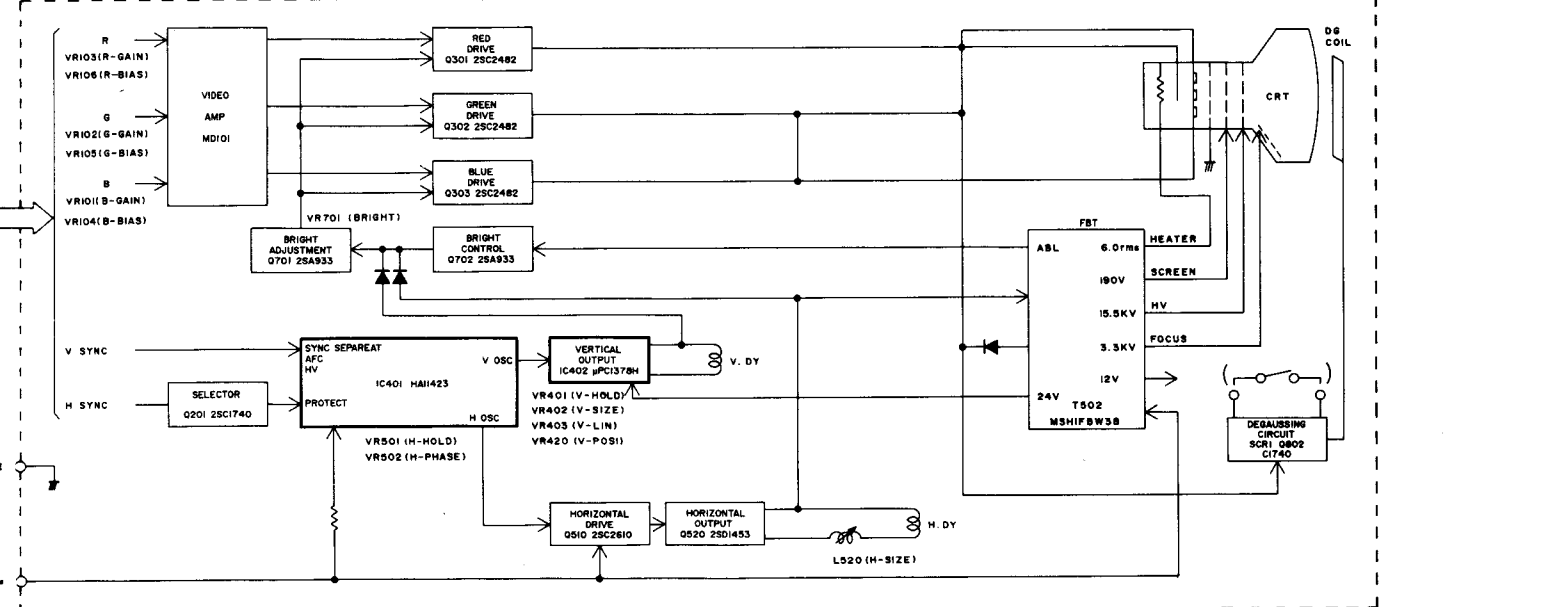 R
VR103(R-GAIN)
VR106(R-BIAS)
G
VR102(G-GAIN)
VR105(G-BIAS)
B
VR101(B-GAIN)
VR104(B-BIAS)
V SYNC
H SYNC
VIDEO
AMP
MD101
RED
DRIVE
Q301 2SC2482
GREEN
DRIVE
Q302 2SC2482
BLUE
DRIVE
Q303 2SC2482
VR701 (BRIGHT)
BRIGHT
ADJUSTMENT
Q701 2SA933
BRIGHT
CONTROL
Q702 2SA933
SYNC SEPAREAT
AFC
HV
V OSC
IC401 HA11423
PROTECT
H OSC
SELECTOR
Q201 2SC1740
VERTICAL
OUTPUT
IC402 μPC1378H
V. DY
VR401 (V-HOLD)
VR402 (V-SIZE)
VR403 (V-LIN)
VR420 (V-POSI)
VR501 (H-HOLD)
VR502 (H-PHASE)
HORIZONTAL
DRIVE
Q510 2SC2610
HORIZONTAL
OUTPUT
Q520 2SD1453
H. DY
L520 (H-SIZE)
FBT
ABL
6.0rms
HEATER
190V
SCREEN
15.5KV
HV
3.3KV
FOCUS
12V
24V
T502
MSH1FBW38
CRT
DG
COIL
DEGAUSSING
CIRCUIT
SCR1 Q802
C1740